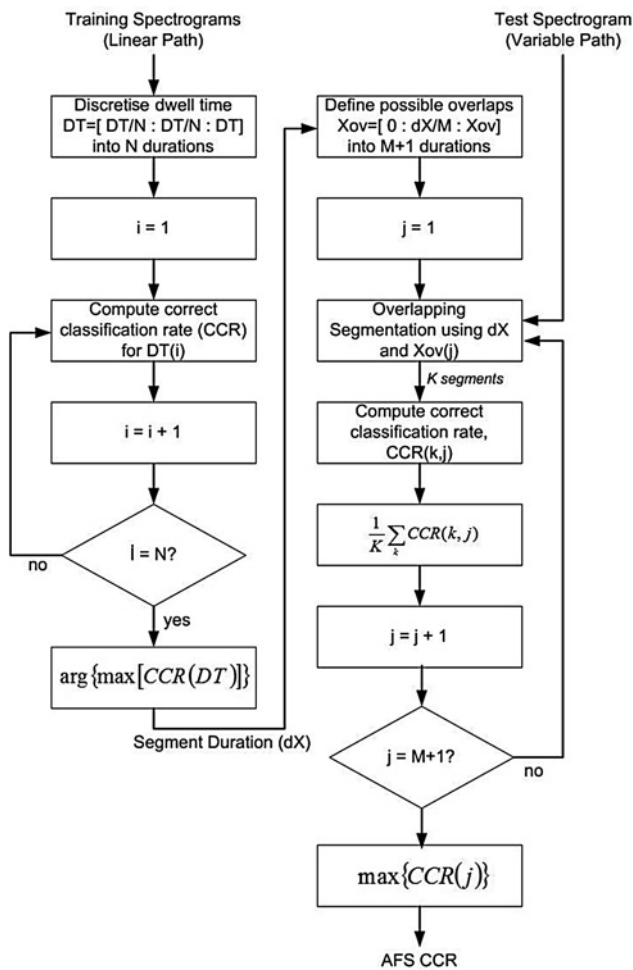 Training Spectrograms
(Linear Path)
Discretise dwell time
DT=[ DT/N : DT/N : DT]
into N durations
i = 1
Compute correct
classification rate (CCR)
for DT(i)
i = i + 1
i = N?
no
yes
arg{max[CCR(DT)]}
Segment Duration (dX)
Test Spectrogram
(Variable Path)
Define possible overlaps
Xov=[ 0 : dX/M : Xov]
into M+1 durations
j = 1
Overlapping
Segmentation using dX
and Xov(j)
K segments
Compute correct
classification rate,
CCR(k,j)
1/K ∑k CCR(k, j)
j = j + 1
j = M+1?
no
max{CCR(j)}
AFS CCR